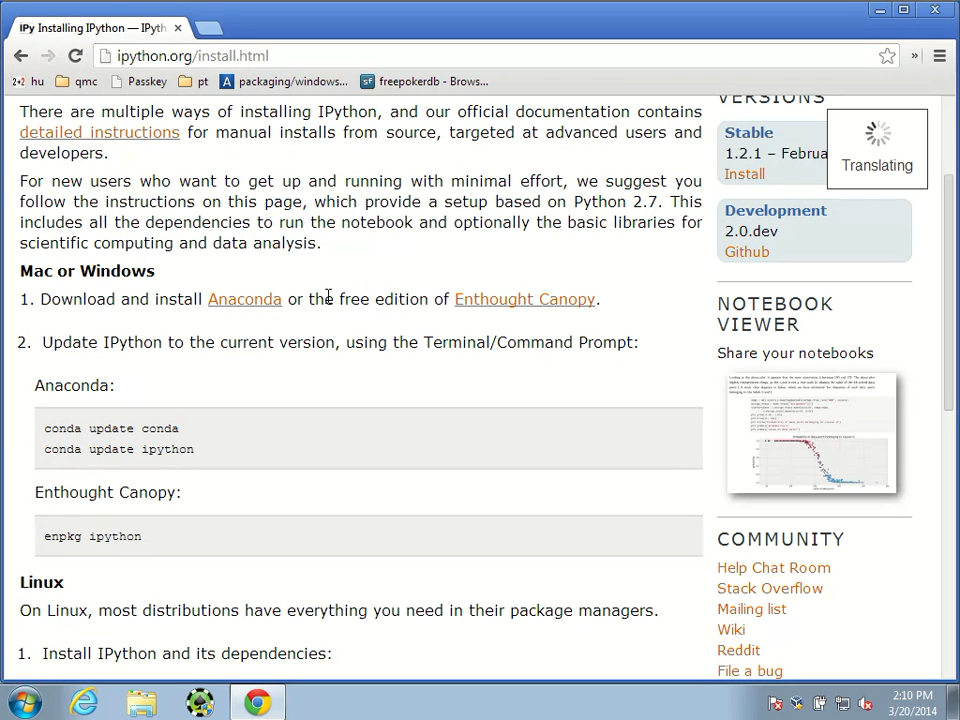 IPy Installing IPython — IPyth
ipython.org/install.html
2+2 hu
qmc
Passkey
pt
packaging/windows...
freepokerdb - Brows...
There are multiple ways of installing IPython, and our official documentation contains
detailed instructions for manual installs from source, targeted at advanced users and
developers.
For new users who want to get up and running with minimal effort, we suggest you
follow the instructions on this page, which provide a setup based on Python 2.7. This
includes all the dependencies to run the notebook and optionally the basic libraries for
scientific computing and data analysis.
Mac or Windows
1. Download and install Anaconda or the free edition of Enthought Canopy.
2. Update IPython to the current version, using the Terminal/Command Prompt:
Anaconda:
conda update conda
conda update ipython
Enthought Canopy:
enpkg ipython
Linux
On Linux, most distributions have everything you need in their package managers.
1. Install IPython and its dependencies:
VERSIONS
Stable
1.2.1 – Februa
Install
Translating
Development
2.0.dev
Github
NOTEBOOK
VIEWER
Share your notebooks
COMMUNITY
Help Chat Room
Stack Overflow
Mailing list
Wiki
Reddit
File a bug
2:10 PM
3/20/2014